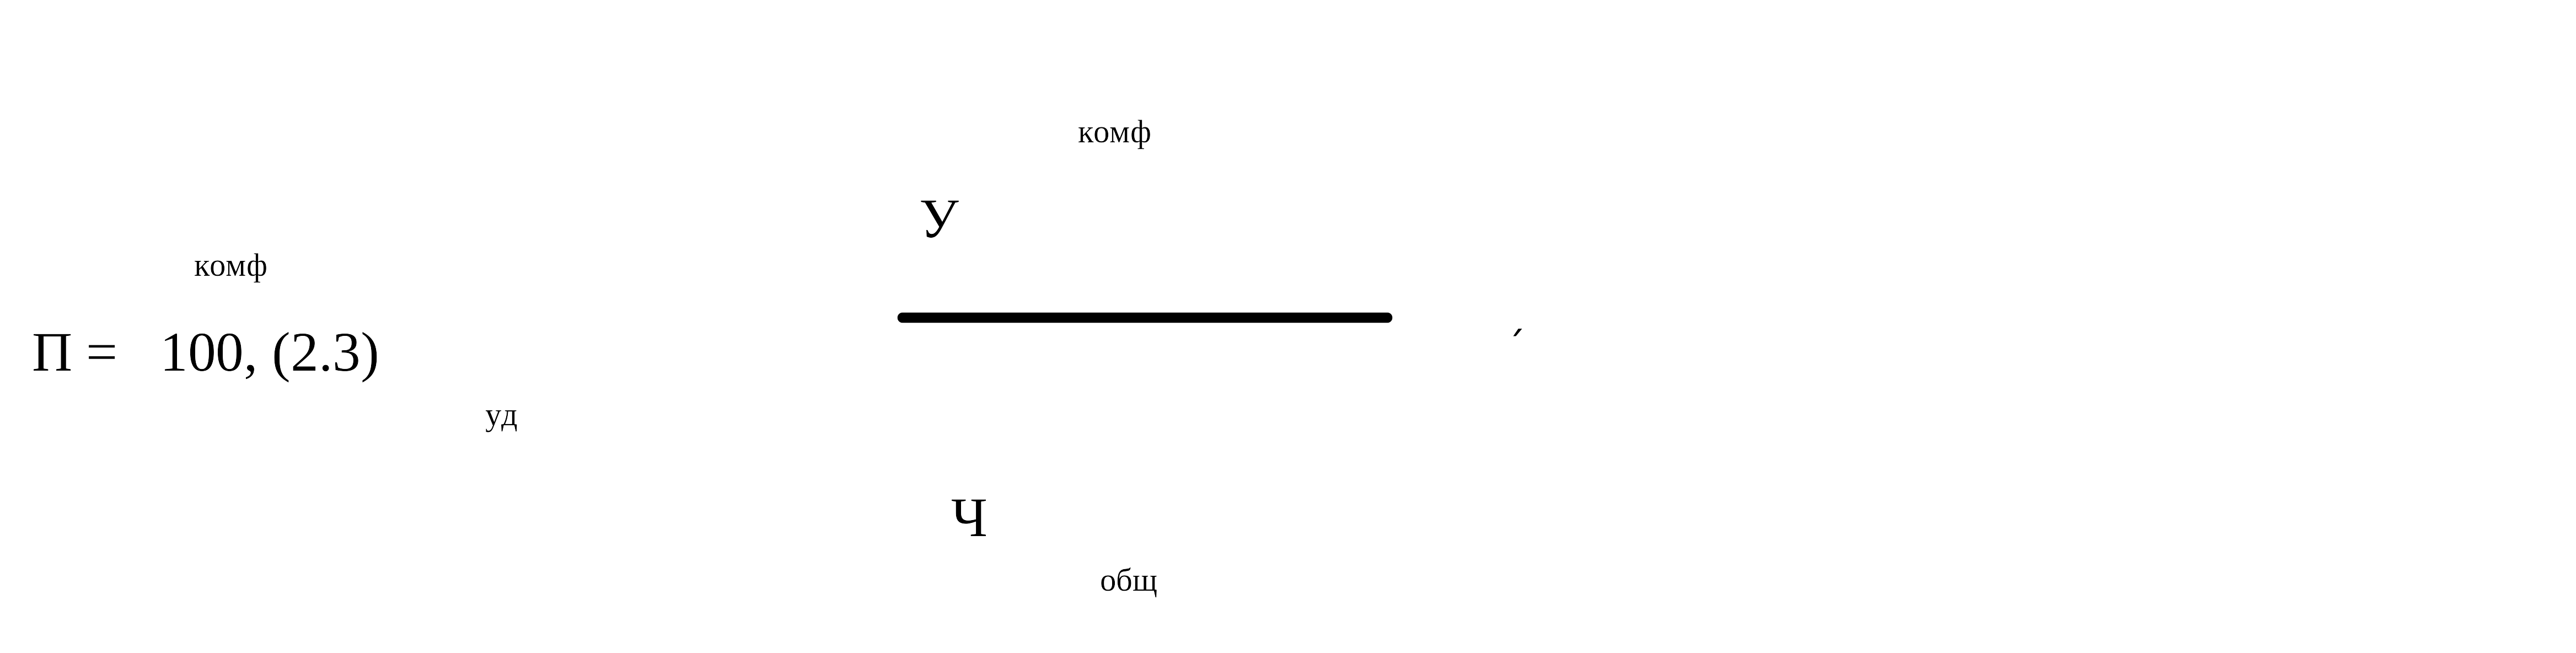 комф
У
комф
П = 100, (2.3)
´
уд
Ч
общ